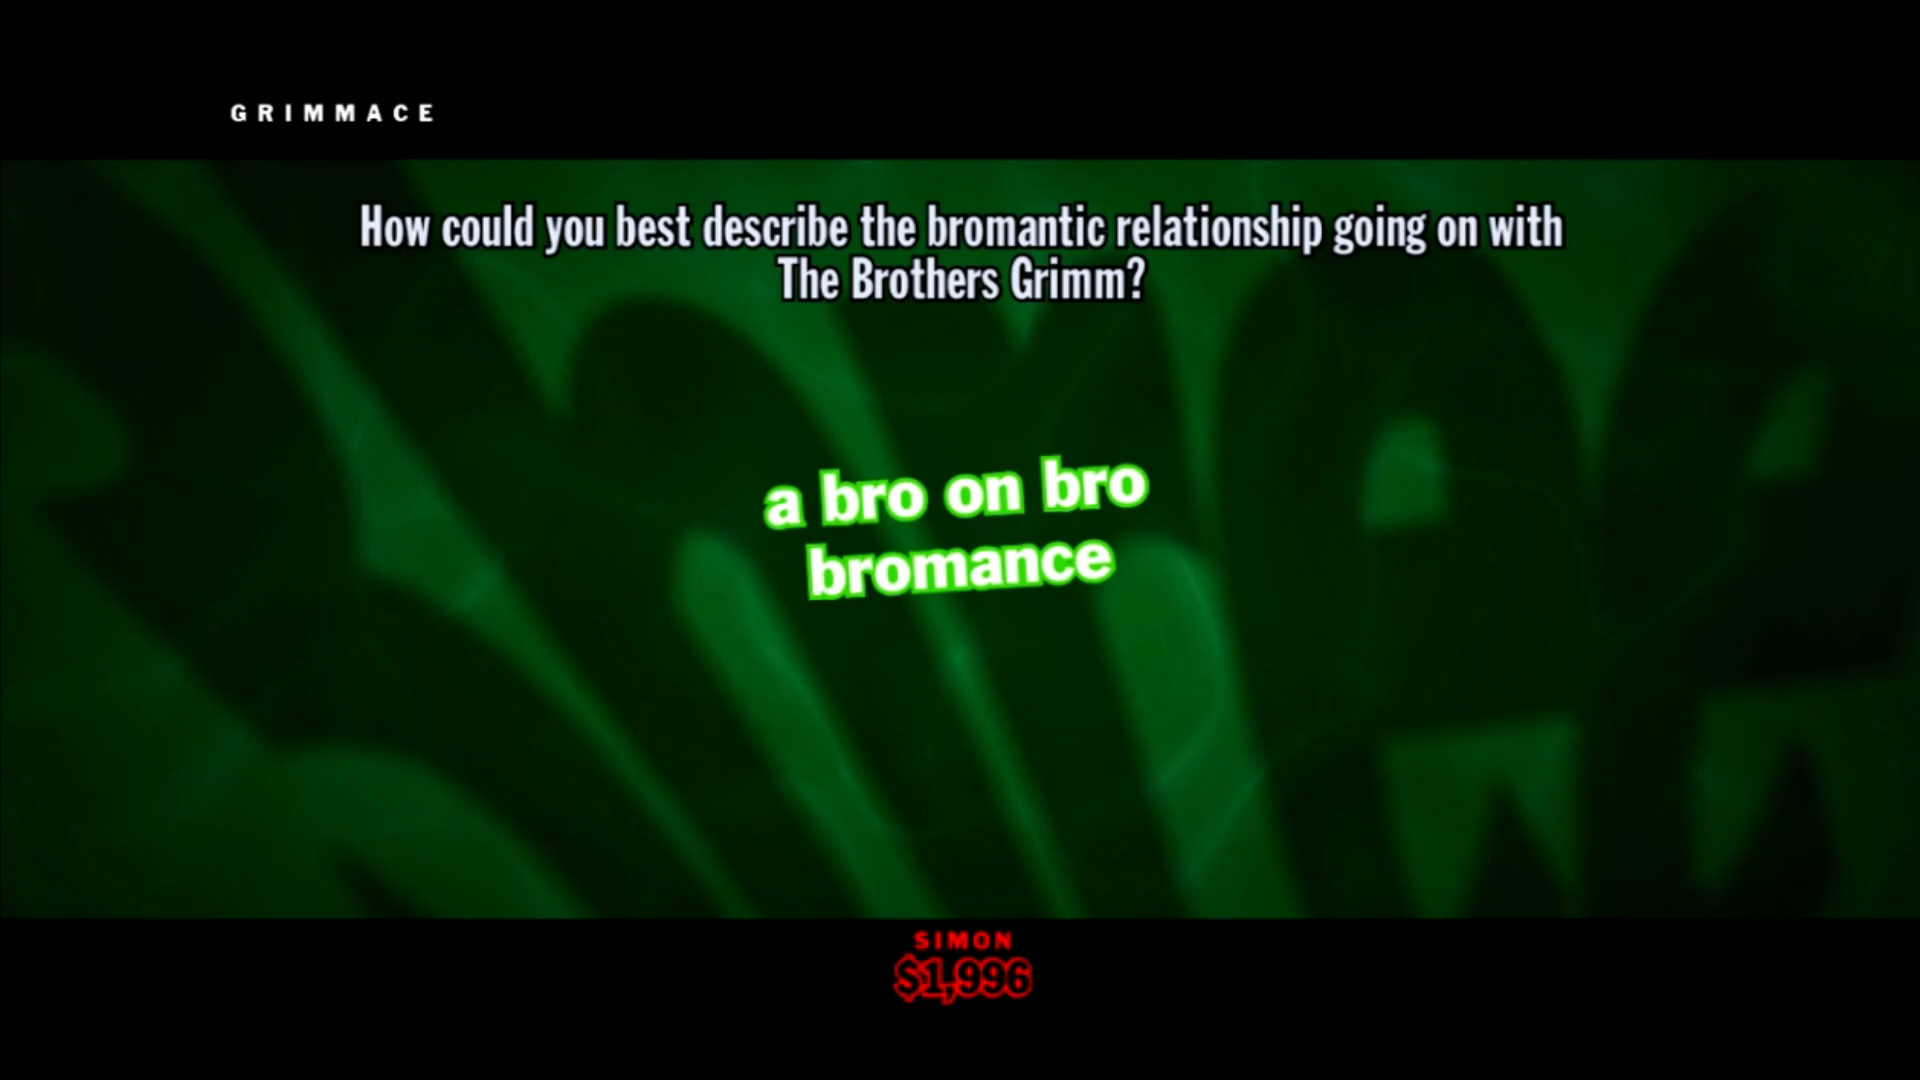 GRIMMACE
How could you best describe the bromantic relationship going on with
The Brothers Grimm?
a bro on bro
bromance
SIMON
$1,996